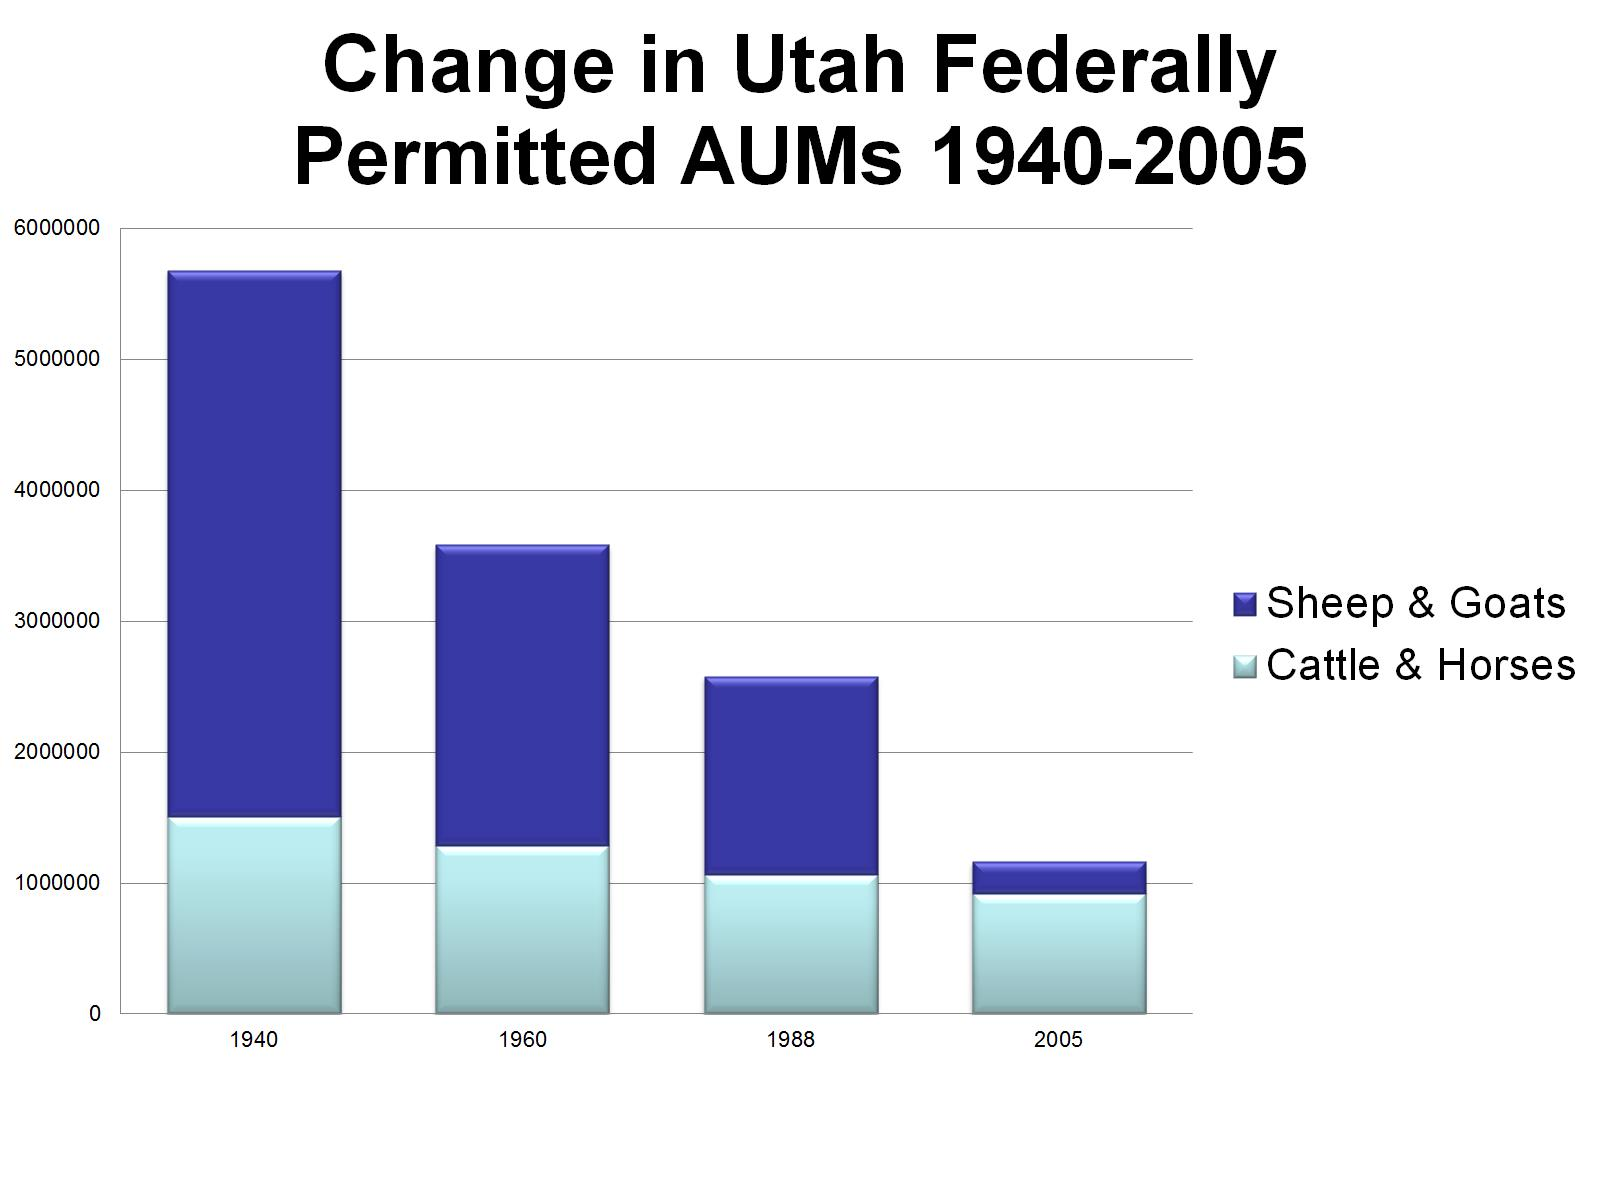 Change in Utah Federally
Permitted AUMs 1940-2005
6000000
5000000
4000000
3000000
2000000
1000000
0
1940 1960 1988 2005
Sheep & Goats
Cattle & Horses